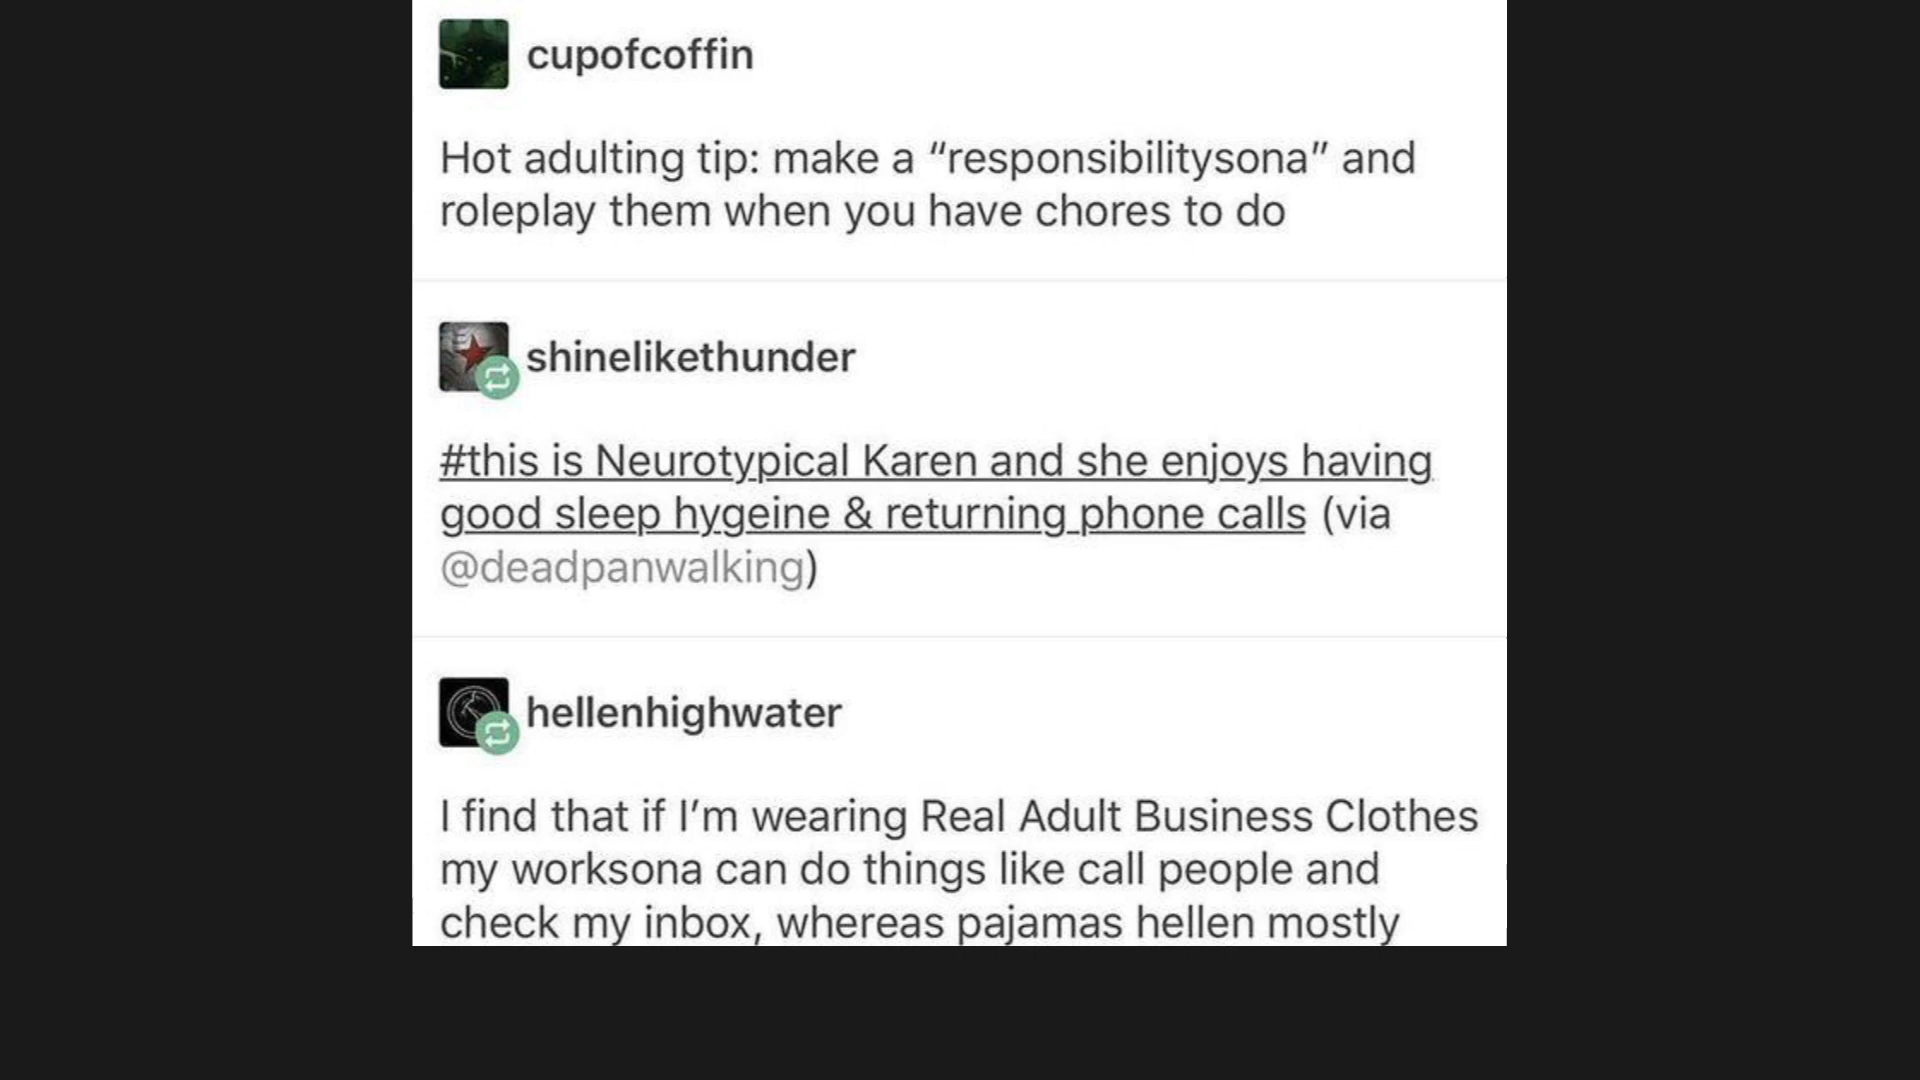 cupofcoffin
Hot adulting tip: make a “responsibilitysona” and
roleplay them when you have chores to do
shinelikethunder
#this is Neurotypical Karen and she enjoys having
good sleep hygeine & returning phone calls (via
@deadpanwalking)
hellenhighwater
I find that if I’m wearing Real Adult Business Clothes
my worksona can do things like call people and
check my inbox, whereas pajamas hellen mostly